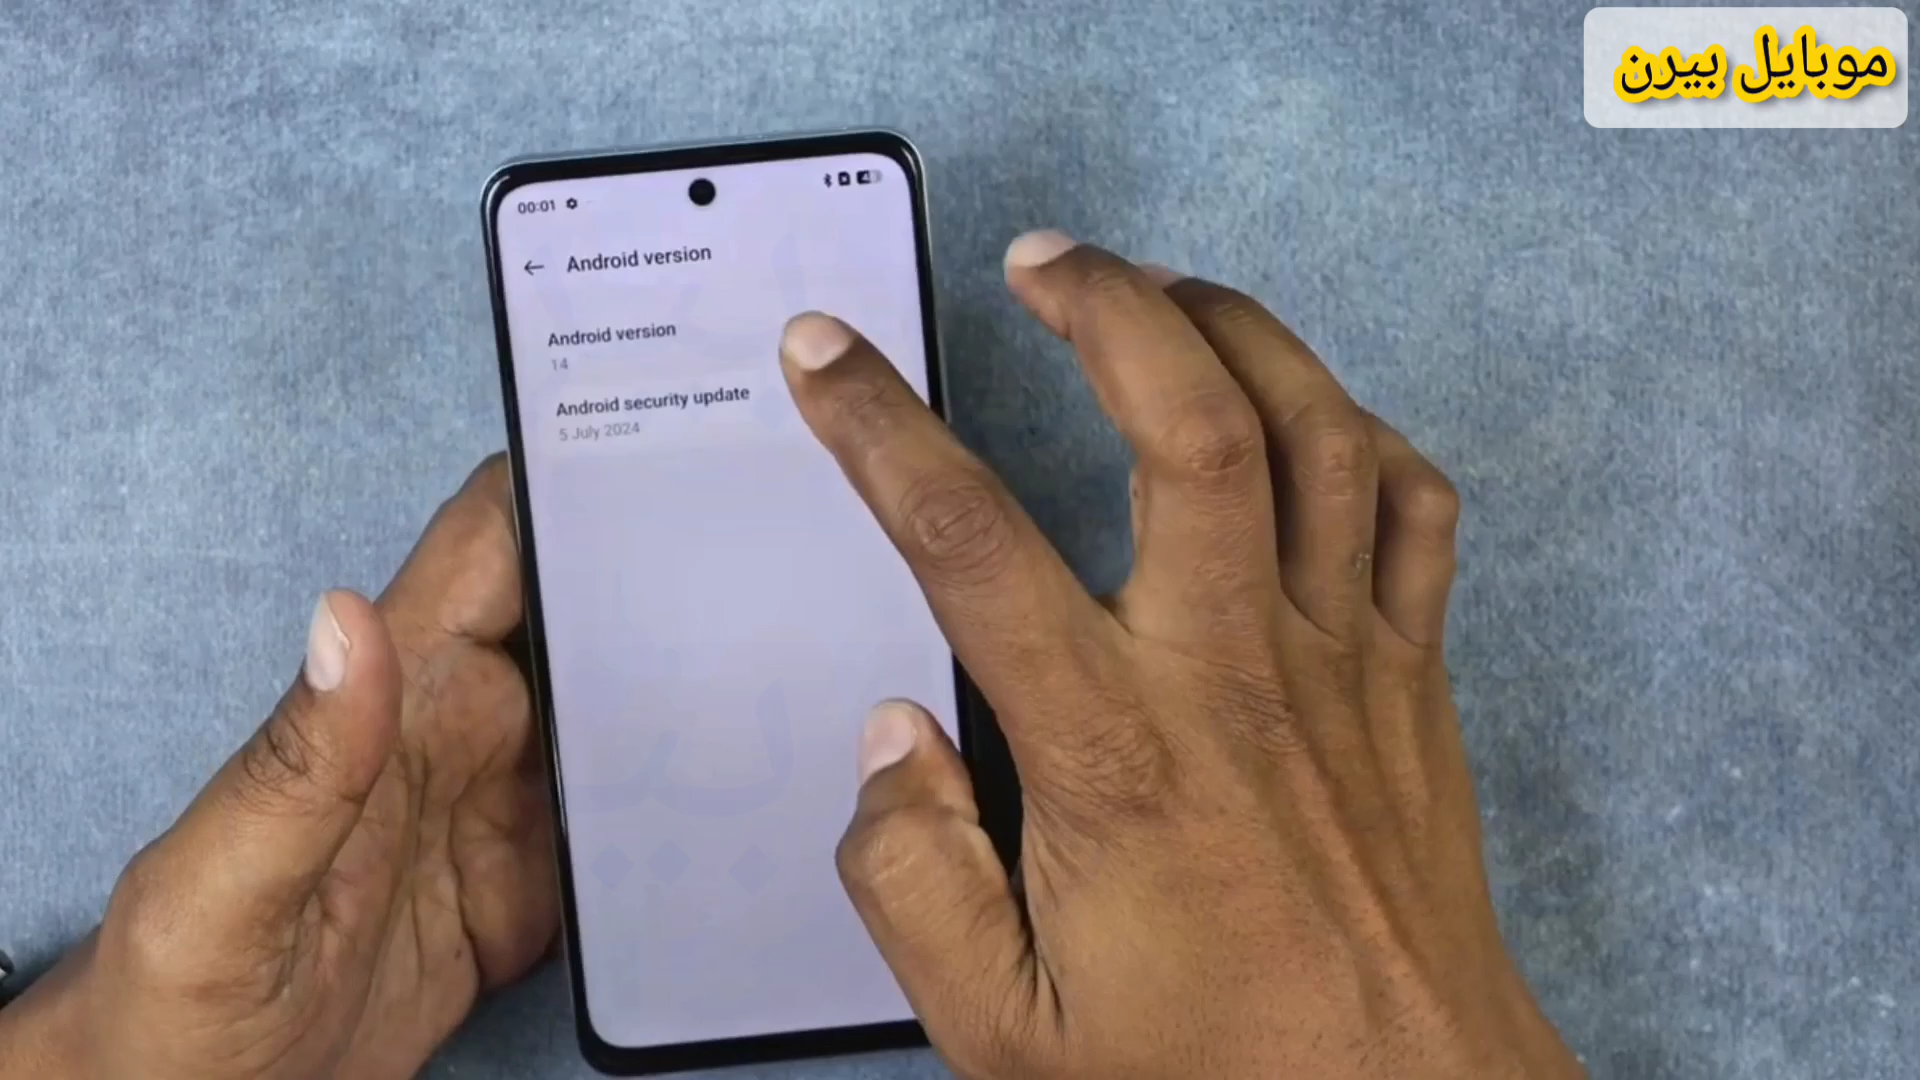 موبايل بيرن
00:01
Android version
Android version
14
Android security update
5 July 2024